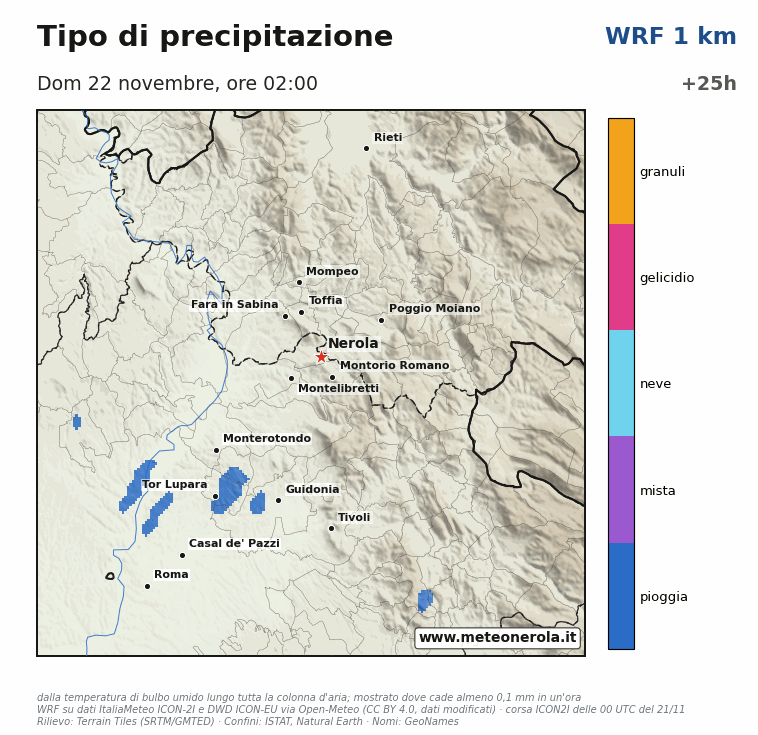 Tipo di precipitazione
WRF 1 km
Dom 22 novembre, ore 02:00
+25h
Rieti
granuli
gelicidio
Mompeo
Fara in Sabina
Toffia
Poggio Moiano
Nerola
Montorio Romano
neve
Montelibretti
Monterotondo
mista
Tor Lupara
Guidonia
Tivoli
Casal de' Pazzi
Roma
pioggia
www.meteonerola.it
dalla temperatura di bulbo umido lungo tutta la colonna d'aria; mostrato dove cade almeno 0,1 mm in un'ora
WRF su dati ItaliaMeteo ICON-2I e DWD ICON-EU via Open-Meteo (CC BY 4.0, dati modificati) · corsa ICON2I delle 00 UTC del 21/11
Rilievo: Terrain Tiles (SRTM/GMTED) · Confini: ISTAT, Natural Earth · Nomi: GeoNames